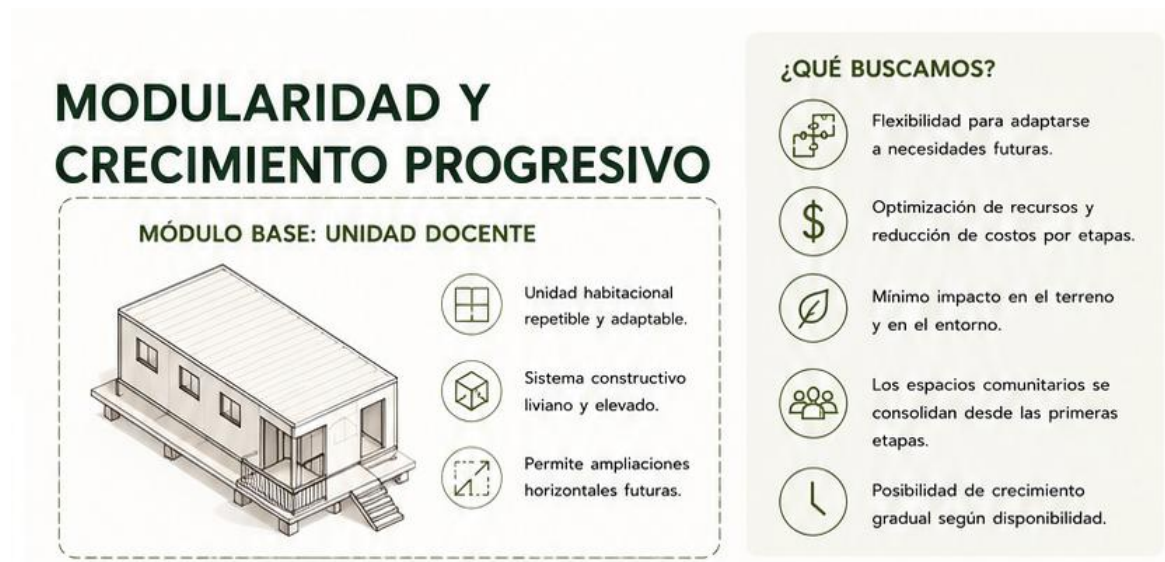 MODULARIDAD Y
CRECIMIENTO PROGRESIVO
MÓDULO BASE: UNIDAD DOCENTE
Unidad habitacional
repetible y adaptable.
Sistema constructivo
liviano y elevado.
Permite ampliaciones
horizontales futuras.
¿QUÉ BUSCAMOS?
Flexibilidad para adaptarse
a necesidades futuras.
$
Optimización de recursos y
reducción de costos por etapas.
Mínimo impacto en el terreno
y en el entorno.
Los espacios comunitarios se
consolidan desde las primeras
etapas.
Posibilidad de crecimiento
gradual según disponibilidad.